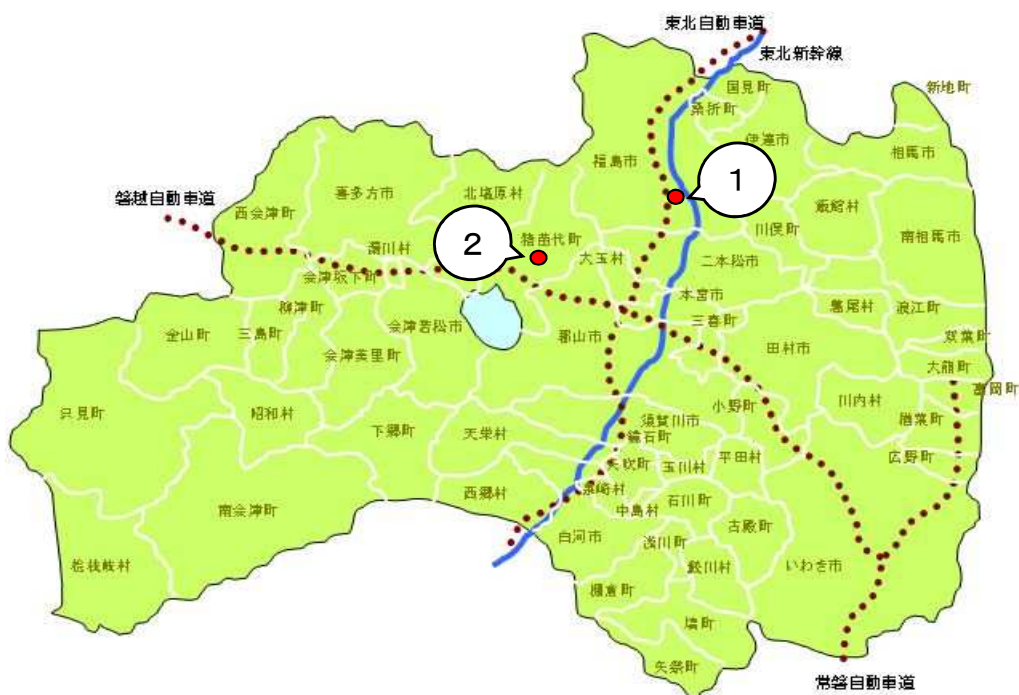 東北自動車道
東北新幹線
国見町
新地町
桑折町
伊達市
相馬市
福島市
1
喜多方市
北塩原村
磐越自動車道
西会津町
飯舘村
川俣町
猪苗代町
2
湯川村
南相馬市
大玉村
二本松市
会津坂下町
本宮市
葛尾村
浪江町
柳津町
三春町
会津若松市
金山町
三島町
郡山市
双葉町
会津美里町
田村市
大熊町
富岡町
只見町
昭和村
小野町
川内村
楢葉町
下郷町
天栄村
須賀川市
鏡石町
平田村
広野町
矢吹町
玉川村
西郷村
泉崎村
石川町
南会津町
中島村
古殿町
白河市
浅川町
桧枝岐村
鮫川村
いわき市
棚倉町
塙町
矢祭町
常磐自動車道